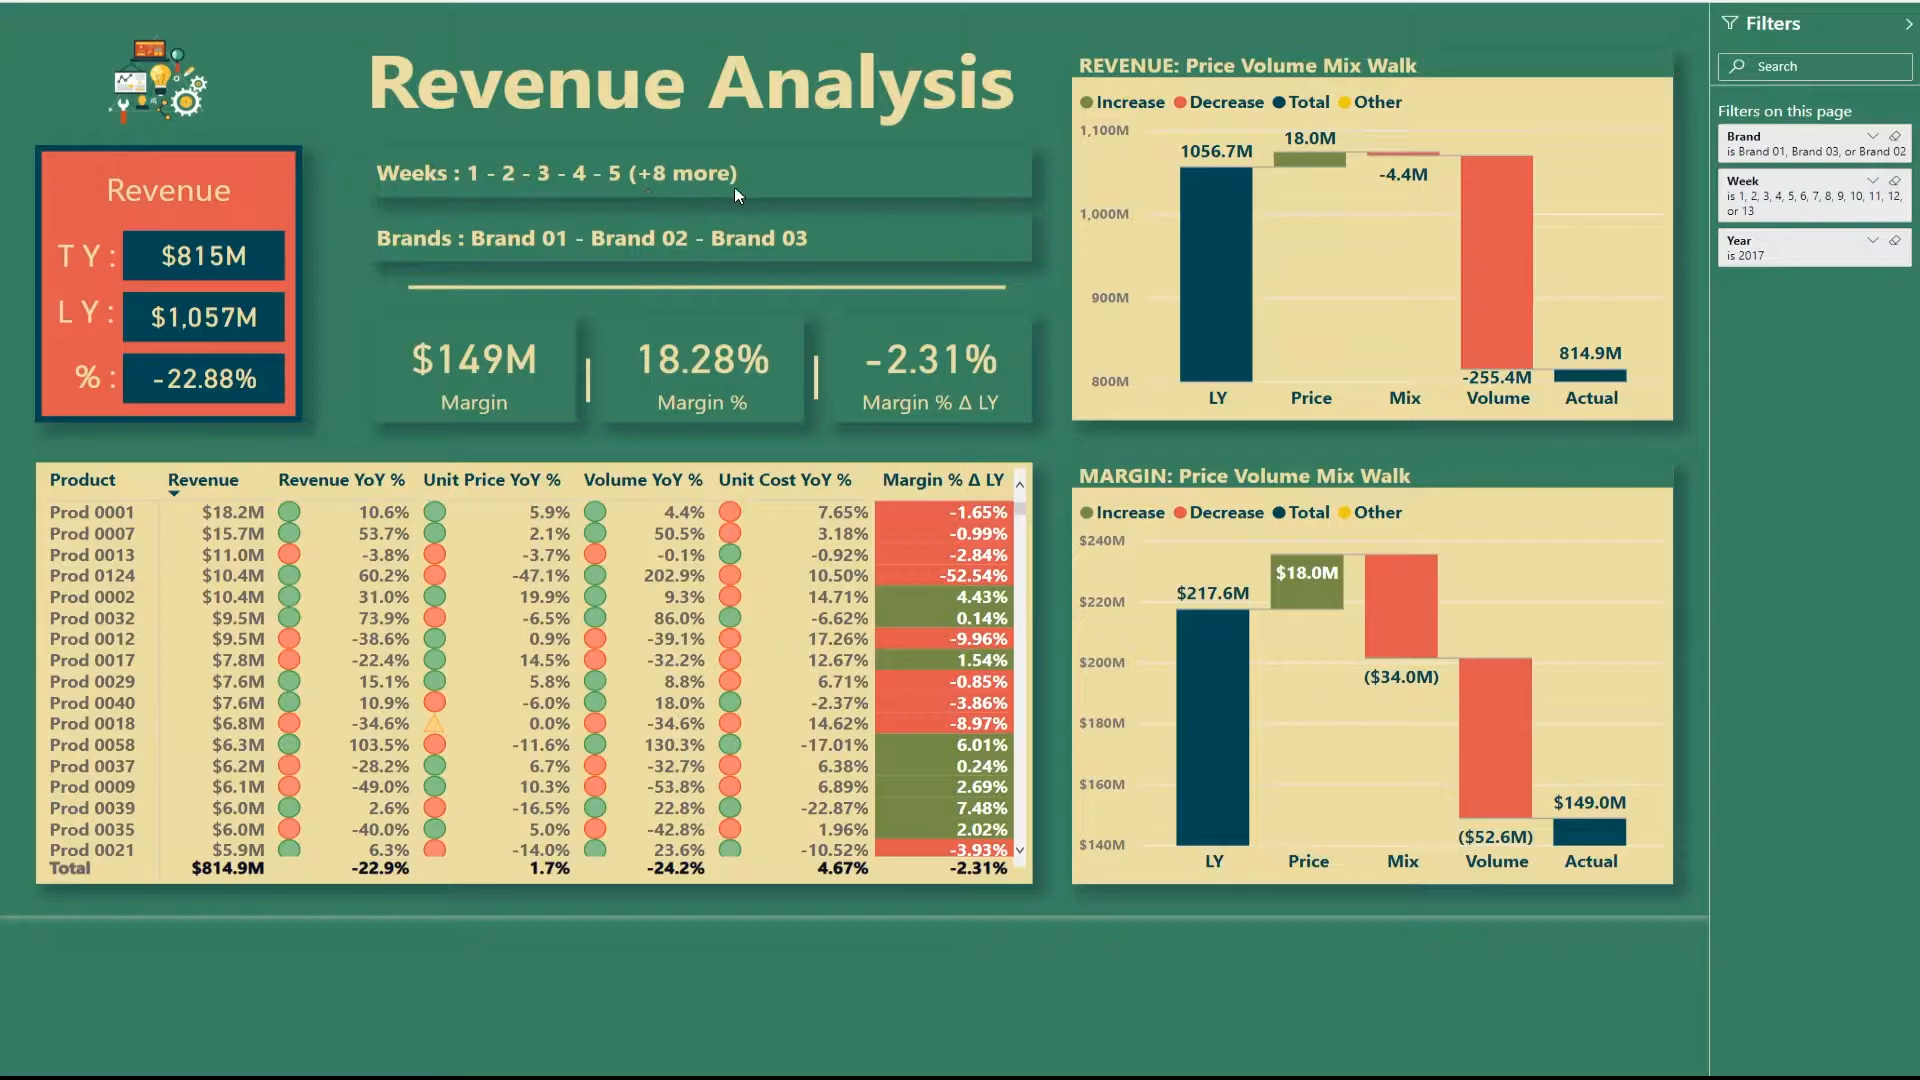 Revenue Analysis
Weeks : 1 - 2 - 3 - 4 - 5 (+8 more)
Brands : Brand 01 - Brand 02 - Brand 03
Revenue
T Y : $815M
L Y : $1,057M
% : -22.88%
$149M
Margin
18.28%
Margin %
-2.31%
Margin % Δ LY
REVENUE: Price Volume Mix Walk
Increase Decrease Total Other
1,100M
1,000M
900M
800M
1056.7M
18.0M
-4.4M
-255.4M
814.9M
LY Price Mix Volume Actual
Product Revenue Revenue YoY % Unit Price YoY % Volume YoY % Unit Cost YoY % Margin % Δ LY
Prod 0001 $18.2M 10.6% 5.9% 4.4% 7.65% -1.65%
Prod 0007 $15.7M 53.7% 2.1% 50.5% 3.18% -0.99%
Prod 0013 $11.0M -3.8% -3.7% -0.1% -0.92% -2.84%
Prod 0124 $10.4M 60.2% -47.1% 202.9% 10.50% -52.54%
Prod 0002 $10.4M 31.0% 19.9% 9.3% 14.71% 4.43%
Prod 0032 $9.5M 73.9% -6.5% 86.0% -6.62% 0.14%
Prod 0012 $9.5M -38.6% 0.9% -39.1% 17.26% -9.96%
Prod 0017 $7.8M -22.4% 14.5% -32.2% 12.67% 1.54%
Prod 0029 $7.6M 15.1% 5.8% 8.8% 6.71% -0.85%
Prod 0040 $7.6M 10.9% -6.0% 18.0% -2.37% -3.86%
Prod 0018 $6.8M -34.6% 0.0% -34.6% 14.62% -8.97%
Prod 0058 $6.3M 103.5% -11.6% 130.3% -17.01% 6.01%
Prod 0037 $6.2M -28.2% 6.7% -32.7% 6.38% 0.24%
Prod 0009 $6.1M -49.0% 10.3% -53.8% 6.89% 2.69%
Prod 0039 $6.0M 2.6% -16.5% 22.8% -22.87% 7.48%
Prod 0035 $6.0M -40.0% 5.0% -42.8% 1.96% 2.02%
Prod 0021 $5.9M 6.3% -14.0% 23.6% -10.52% -3.93%
Total $814.9M -22.9% 1.7% -24.2% 4.67% -2.31%
MARGIN: Price Volume Mix Walk
Increase Decrease Total Other
$240M
$220M
$200M
$180M
$160M
$140M
$217.6M
$18.0M
($34.0M)
($52.6M)
$149.0M
LY Price Mix Volume Actual
Filters
Search
Filters on this page
Brand
is Brand 01, Brand 03, or Brand 02
Week
is 1, 2, 3, 4, 5, 6, 7, 8, 9, 10, 11, 12,
or 13
Year
is 2017